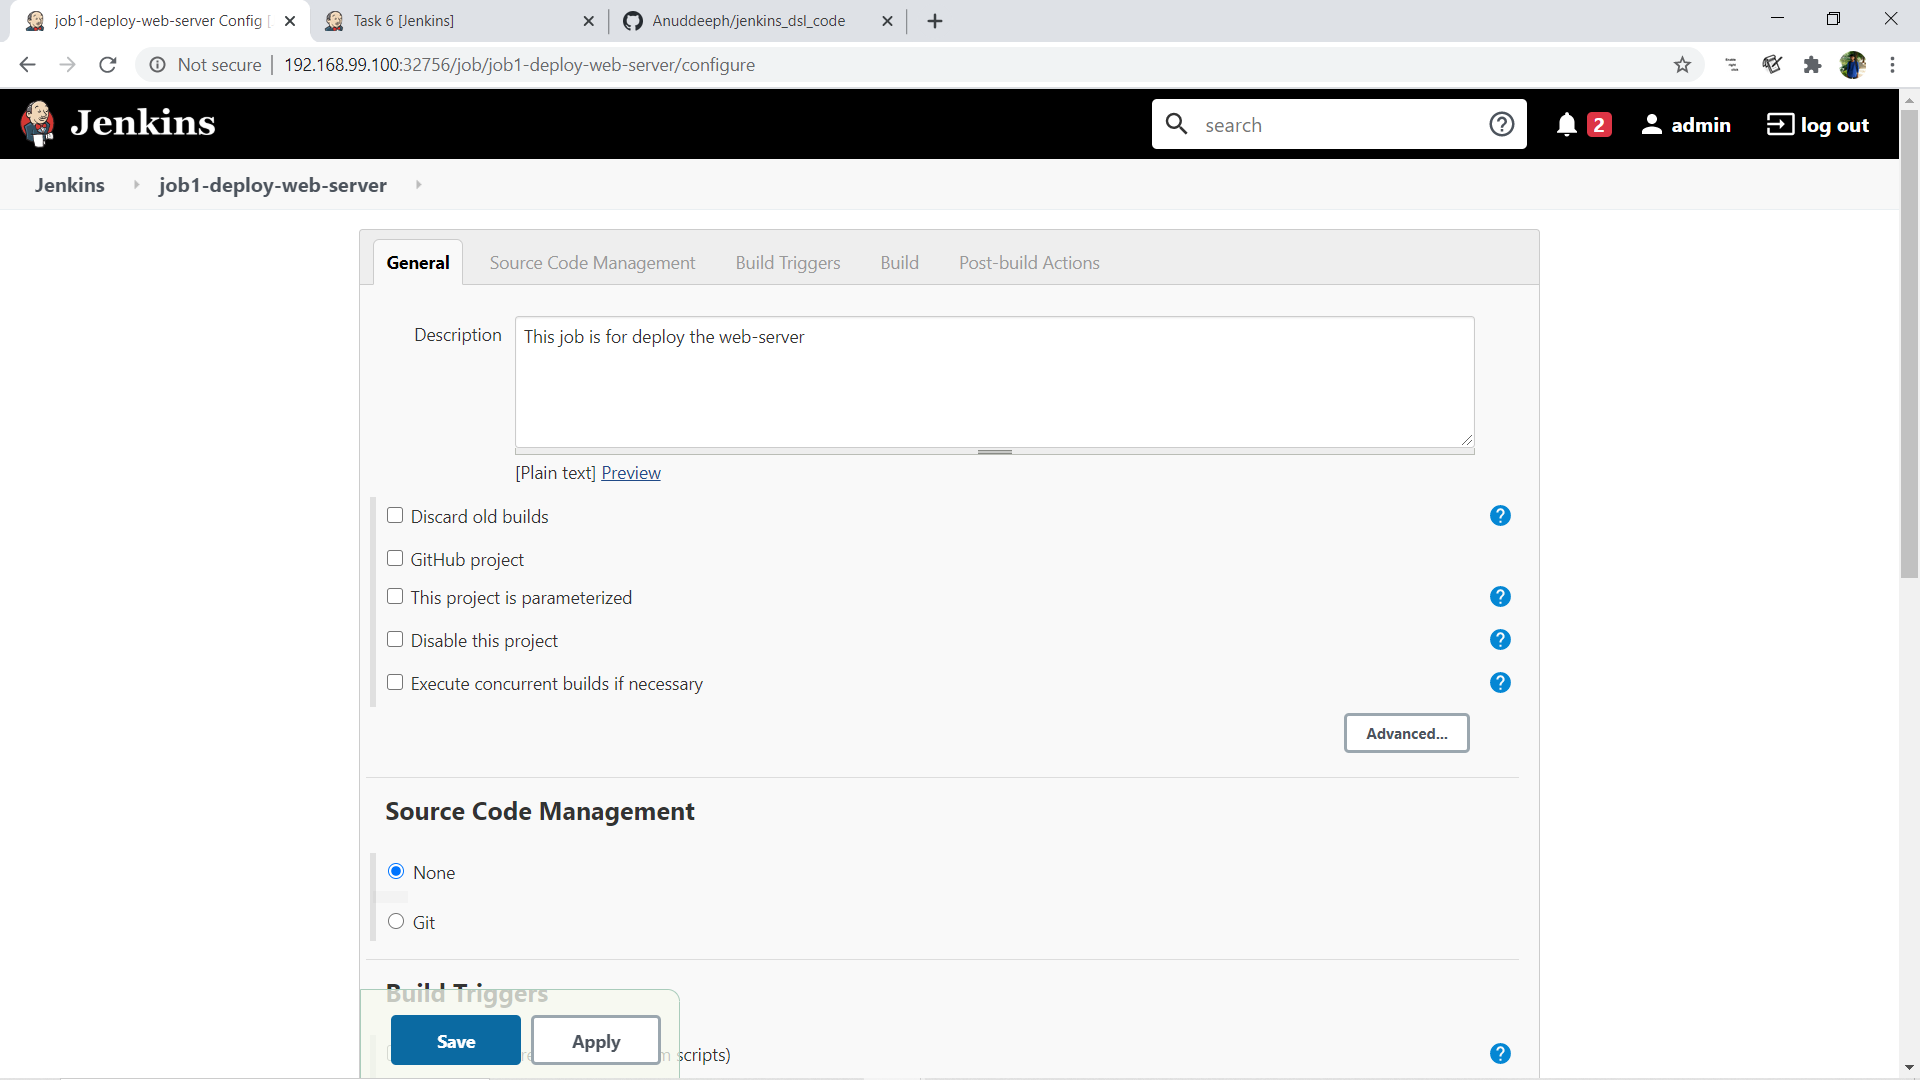 job1-deploy-web-server Config [
Task 6 [Jenkins]
Anuddeeph/jenkins_dsl_code
Not secure
192.168.99.100:32756/job/job1-deploy-web-server/configure
Jenkins
search
2
admin
log out
Jenkins
job1-deploy-web-server
General
Source Code Management
Build Triggers
Build
Post-build Actions
Description
This job is for deploy the web-server
[Plain text] Preview
Discard old builds
?
GitHub project
This project is parameterized
?
Disable this project
?
Execute concurrent builds if necessary
?
Advanced...
Source Code Management
None
Git
Build Triggers
Save
Apply
scripts)
?